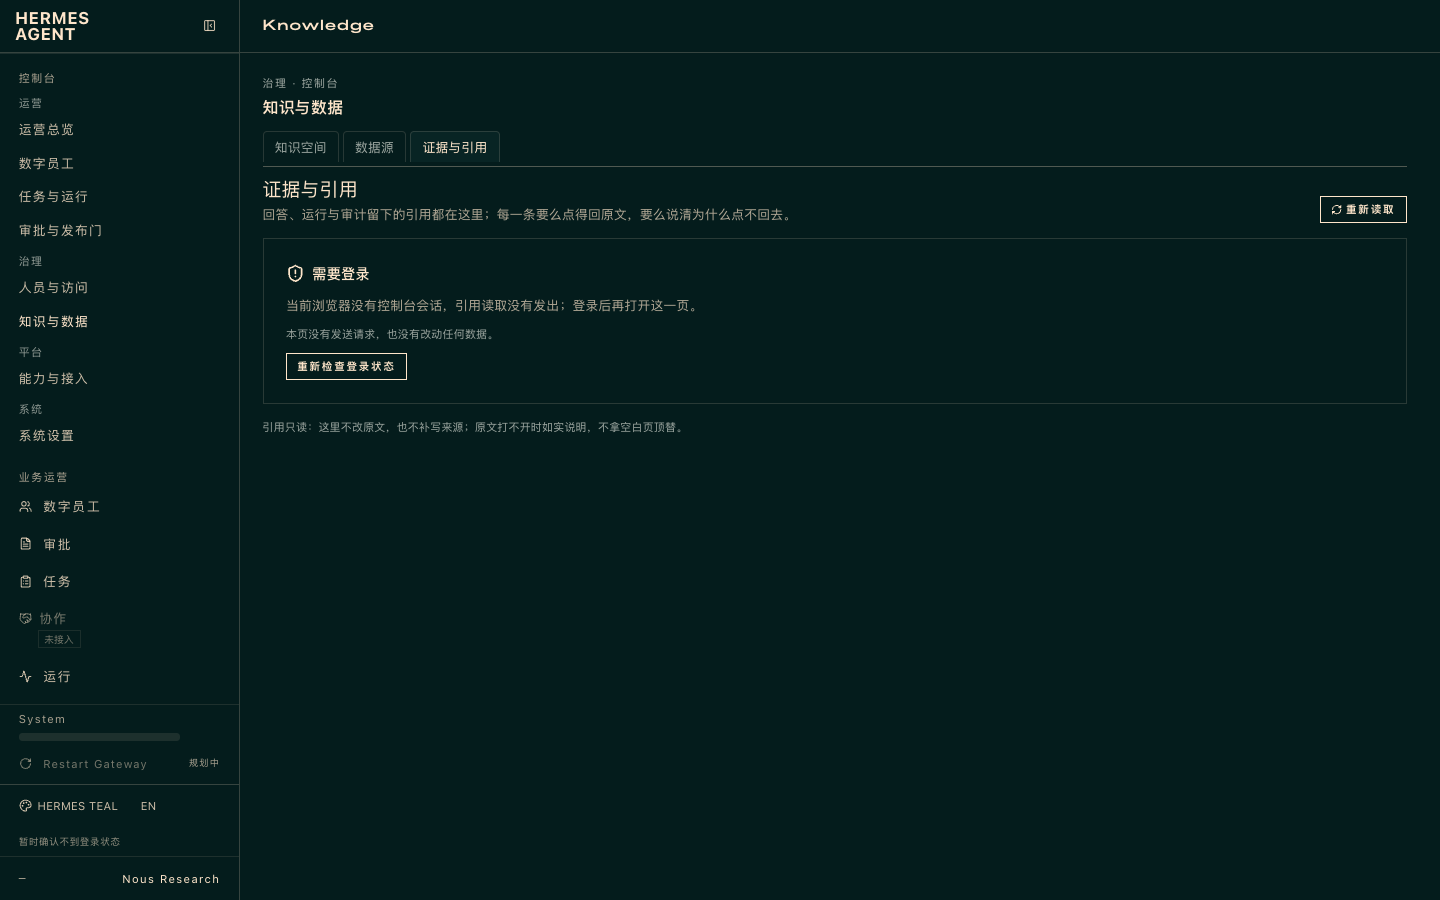 HERMES
AGENT
控制台
运营
运营总览
数字员工
任务与运行
审批与发布门
治理
人员与访问
知识与数据
平台
能力与接入
系统
系统设置
业务运营
数字员工
审批
任务
协作
未接入
运行
System
Restart Gateway 规划中
HERMES TEAL EN
暂时确认不到登录状态
– Nous Research
Knowledge
治理 · 控制台
知识与数据
知识空间 数据源 证据与引用
证据与引用
回答、运行与审计留下的引用都在这里；每一条要么点得回原文，要么说清为什么点不回去。
重新读取
需要登录
当前浏览器没有控制台会话，引用读取没有发出；登录后再打开这一页。
本页没有发送请求，也没有改动任何数据。
重新检查登录状态
引用只读：这里不改原文，也不补写来源；原文打不开时如实说明，不拿空白页顶替。